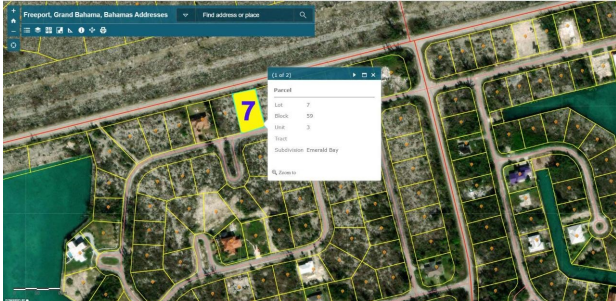 Freeport, Grand Bahama, Bahamas Addresses
Find address or place
(1 of 2)
Parcel
Lot 7
Block 59
Unit 3
Tract
Subdivision Emerald Bay
Zoom to
7